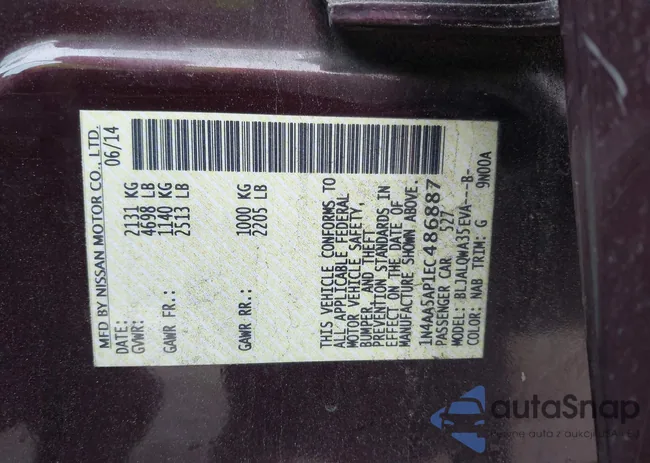 MFD BY NISSAN MOTOR CO., LTD.
DATE: 06/14
GVWR: 2131 KG
4698 LB
GAWR FR: 1140 KG
2513 LB
GAWR RR: 1000 KG
2205 LB
THIS VEHICLE CONFORMS TO
ALL APPLICABLE FEDERAL
MOTOR VEHICLE SAFETY,
BUMPER, AND THEFT
PREVENTION STANDARDS IN
EFFECT ON THE DATE OF
MANUFACTURE SHOWN ABOVE.
1N4AA5AP1EC486887
PASSENGER CAR 527
MODEL: BLJALQWA35EVA---B-
COLOR: NAB TRIM: G 9N00A
autaSnap